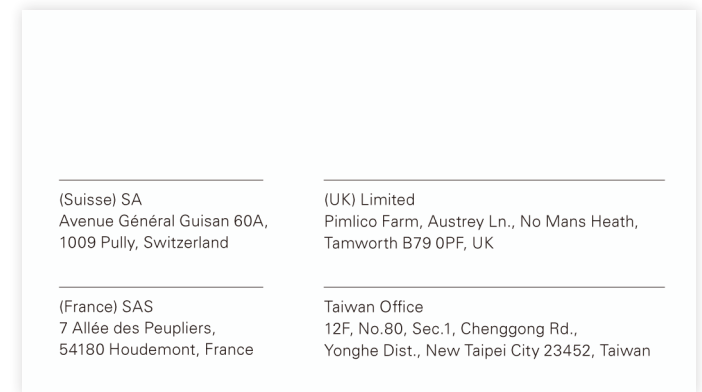 (Suisse) SA
Avenue Général Guisan 60A,
1009 Pully, Switzerland
(UK) Limited
Pimlico Farm, Austrey Ln., No Mans Heath,
Tamworth B79 0PF, UK
(France) SAS
7 Allée des Peupliers,
54180 Houdemont, France
Taiwan Office
12F, No.80, Sec.1, Chenggong Rd.,
Yonghe Dist., New Taipei City 23452, Taiwan